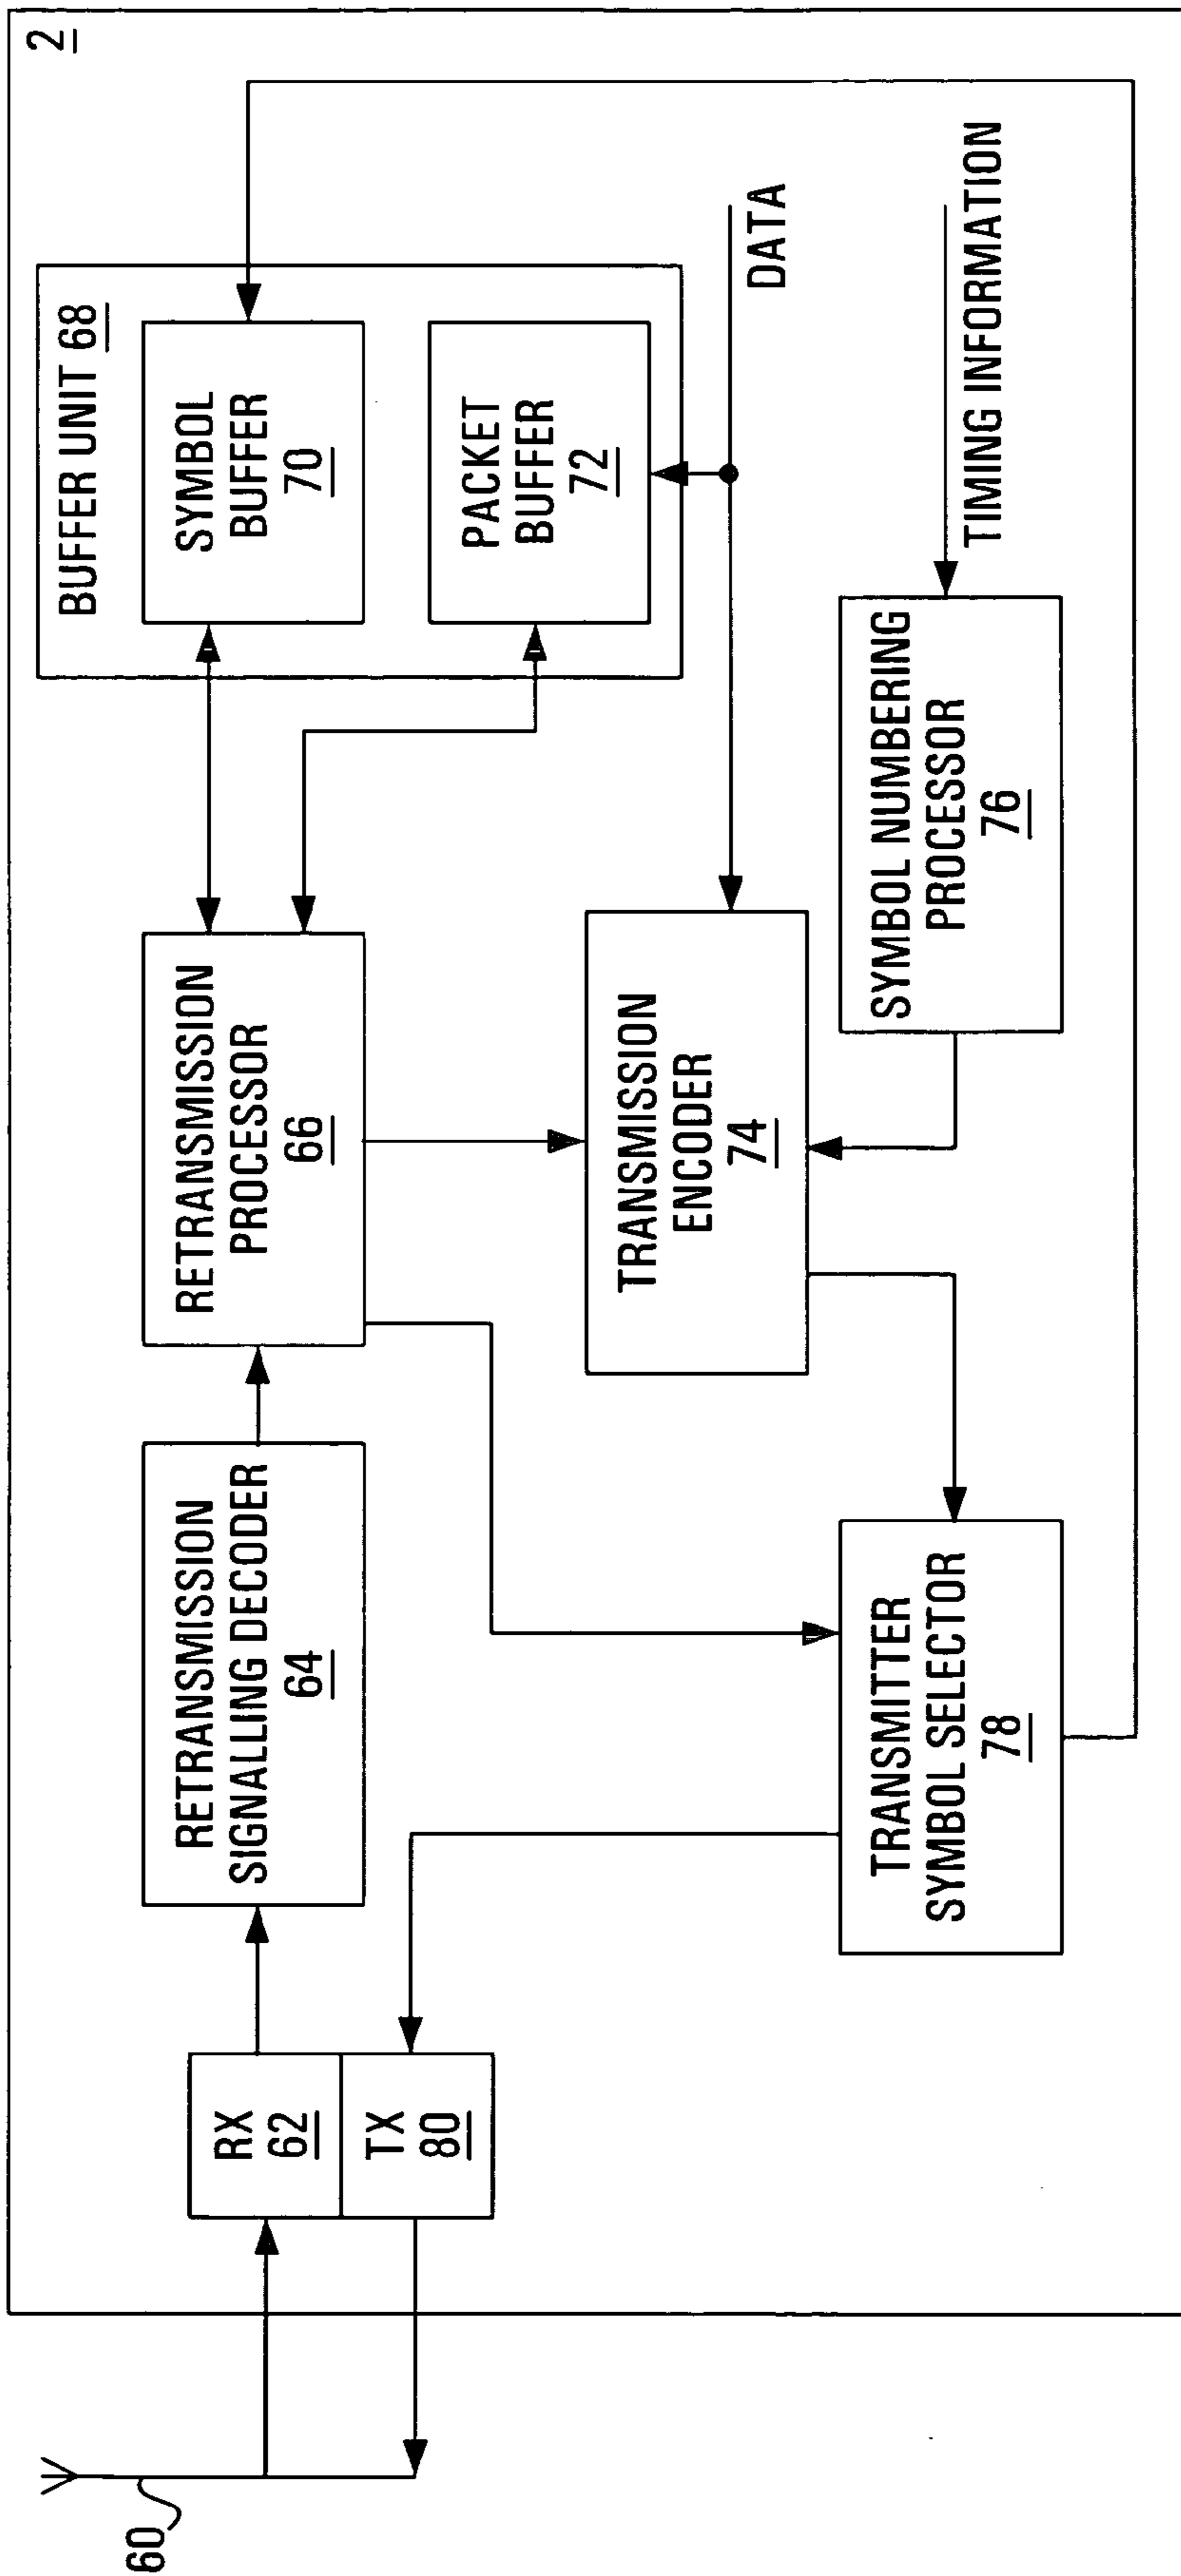 2
BUFFER UNIT 68
SYMBOL
BUFFER
70
PACKET
BUFFER
72
DATA
TIMING INFORMATION
RETRANSMISSION
PROCESSOR
66
TRANSMISSION
ENCODER
74
SYMBOL NUMBERING
PROCESSOR
76
RETRANSMISSION
SIGNALLING DECODER
64
TRANSMITTER
SYMBOL SELECTOR
78
RX
62
TX
80
60